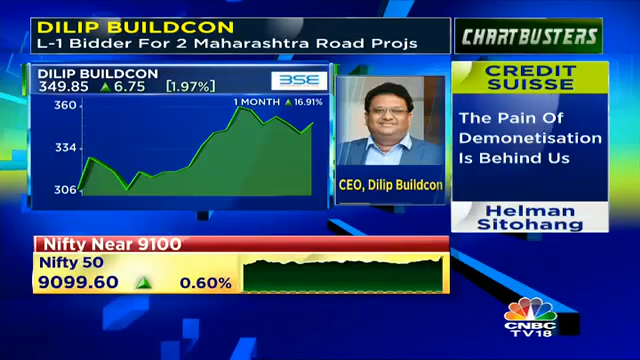 DILIP BUILDCON
L-1 Bidder For 2 Maharashtra Road Projs
CHARTBUSTERS
DILIP BUILDCON
349.85 6.75 [1.97%]
BSE
1 MONTH 16.91%
360
334
306
CEO, Dilip Buildcon
CREDIT
SUISSE
The Pain Of
Demonetisation
Is Behind Us
Helman
Sitohang
Nifty Near 9100
Nifty 50
9099.60 0.60%
CNBC
TV18